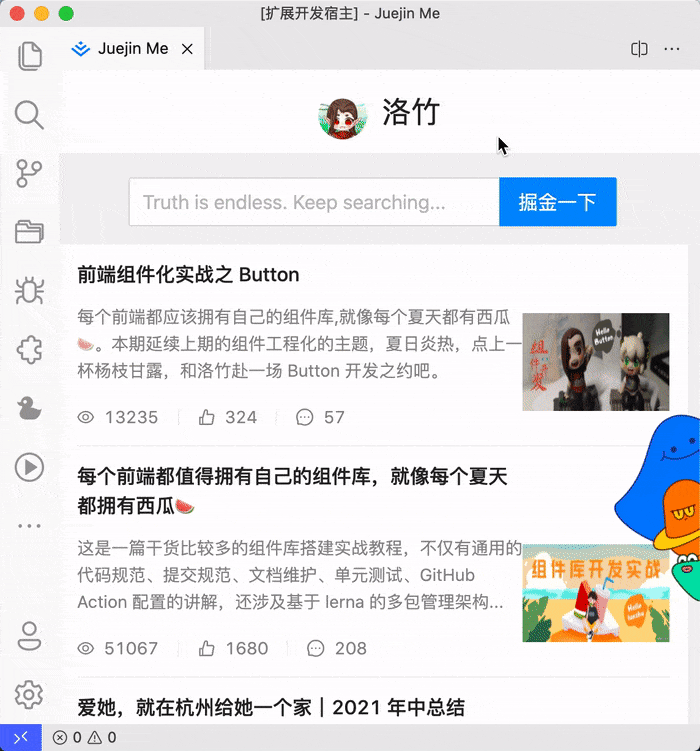 [扩展开发宿主] - Juejin Me
Juejin Me
洛竹
Truth is endless. Keep searching...
掘金一下
前端组件化实战之 Button
每个前端都应该拥有自己的组件库,就像每个夏天都有西瓜
🍉。本期延续上期的组件工程化的主题，夏日炎热，点上一
杯杨枝甘露，和洛竹赴一场 Button 开发之约吧。
组件
开发
Hello
Button
13235 324 57
每个前端都值得拥有自己的组件库，就像每个夏天
都拥有西瓜🍉
这是一篇干货比较多的组件库搭建实战教程，不仅有通用的
代码规范、提交规范、文档维护、单元测试、GitHub
Action 配置的讲解，还涉及基于 lerna 的多包管理架构...
组件库开发实战
51067 1680 208
爱她，就在杭州给她一个家｜2021 年中总结
0 0